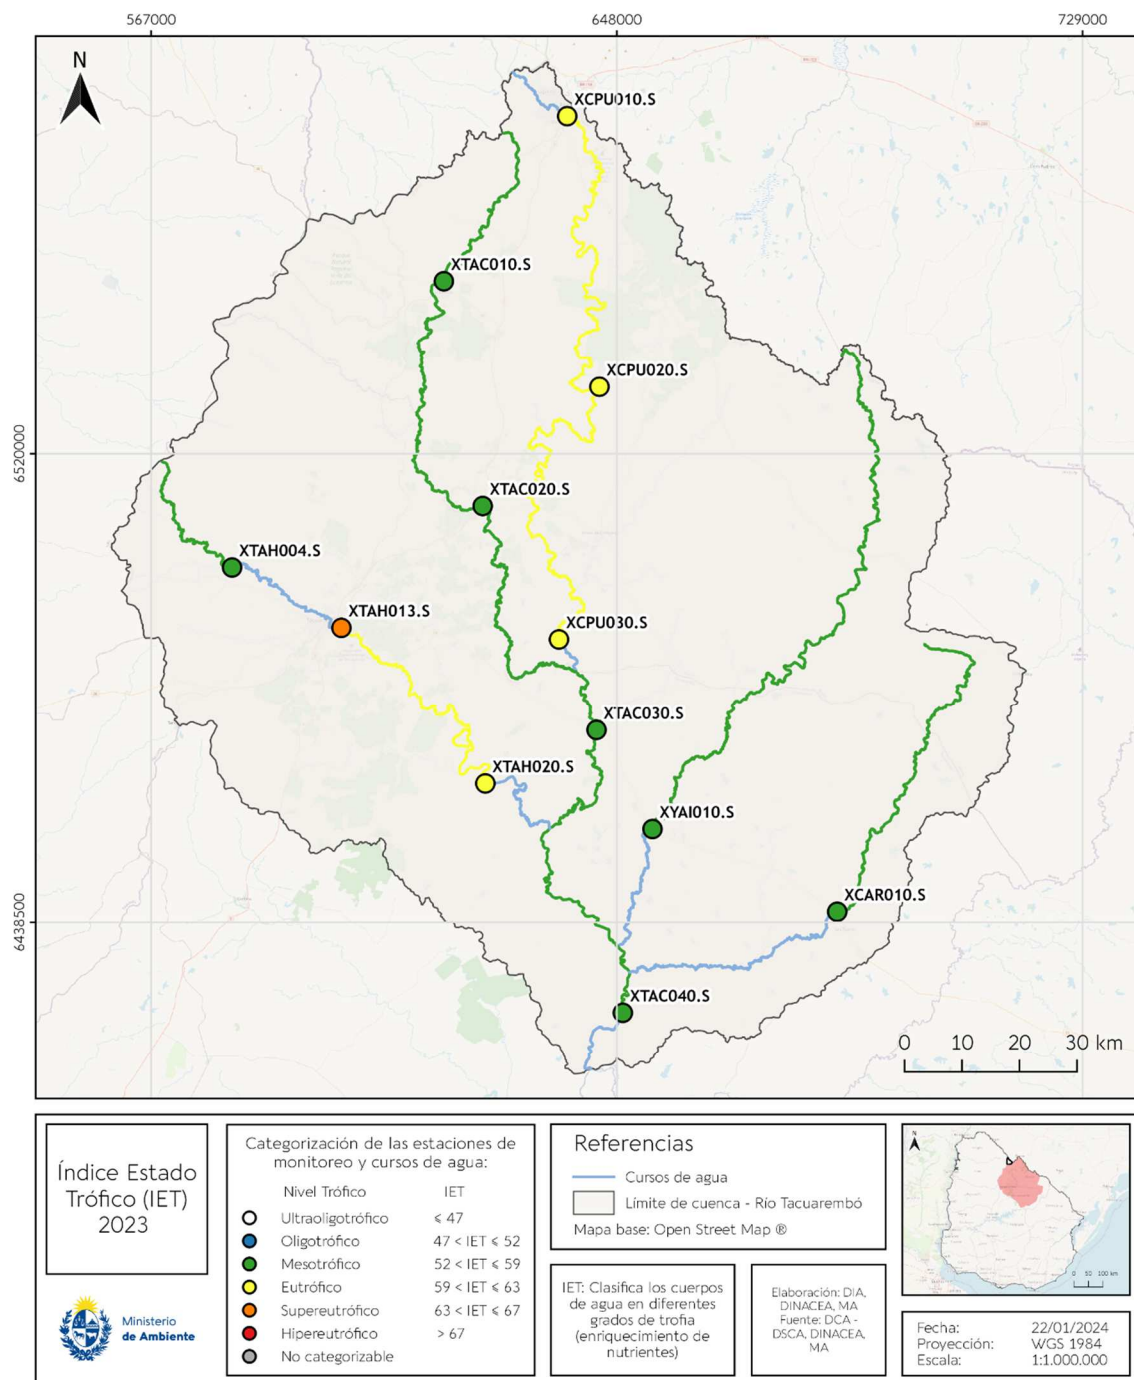 567000
648000
729000
N
XCPU010.S
XTAC010.S
XCPU020.S
6520000
XTAC020.S
XTAH004.S
XTAH013.S
XCPU030.S
XTAC030.S
XTAH020.S
XYAI010.S
XCAR010.S
6438500
XTAC040.S
0 10 20 30 km
Índice Estado
Trófico (IET)
2023
Ministerio
de Ambiente
Categorización de las estaciones de
monitoreo y cursos de agua:
Nivel Trófico IET
Ultraoligotrófico ⩽ 47
Oligotrófico 47 < IET ⩽ 52
Mesotrófico 52 < IET ⩽ 59
Eutrófico 59 < IET ⩽ 63
Supereutrófico 63 < IET ⩽ 67
Hipereutrófico > 67
No categorizable
Referencias
Cursos de agua
Límite de cuenca - Río Tacuarembó
Mapa base: Open Street Map ®
IET: Clasifica los cuerpos
de agua en diferentes
grados de trofia
(enriquecimiento de
nutrientes)
Elaboración: DIA,
DINACEA, MA
Fuente: DCA -
DSCA, DINACEA,
MA
N
0 50 100 km
Fecha: 22/01/2024
Proyección: WGS 1984
Escala: 1:1.000.000